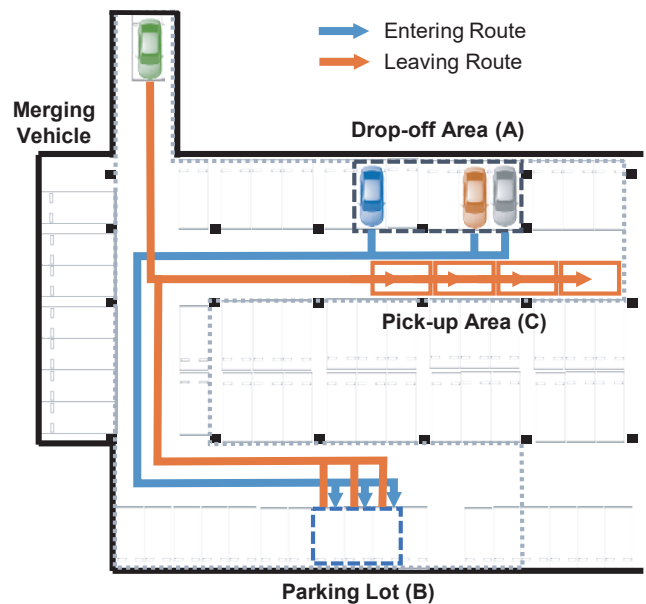 Entering Route
Leaving Route
Merging
Vehicle
Drop-off Area (A)
Pick-up Area (C)
Parking Lot (B)